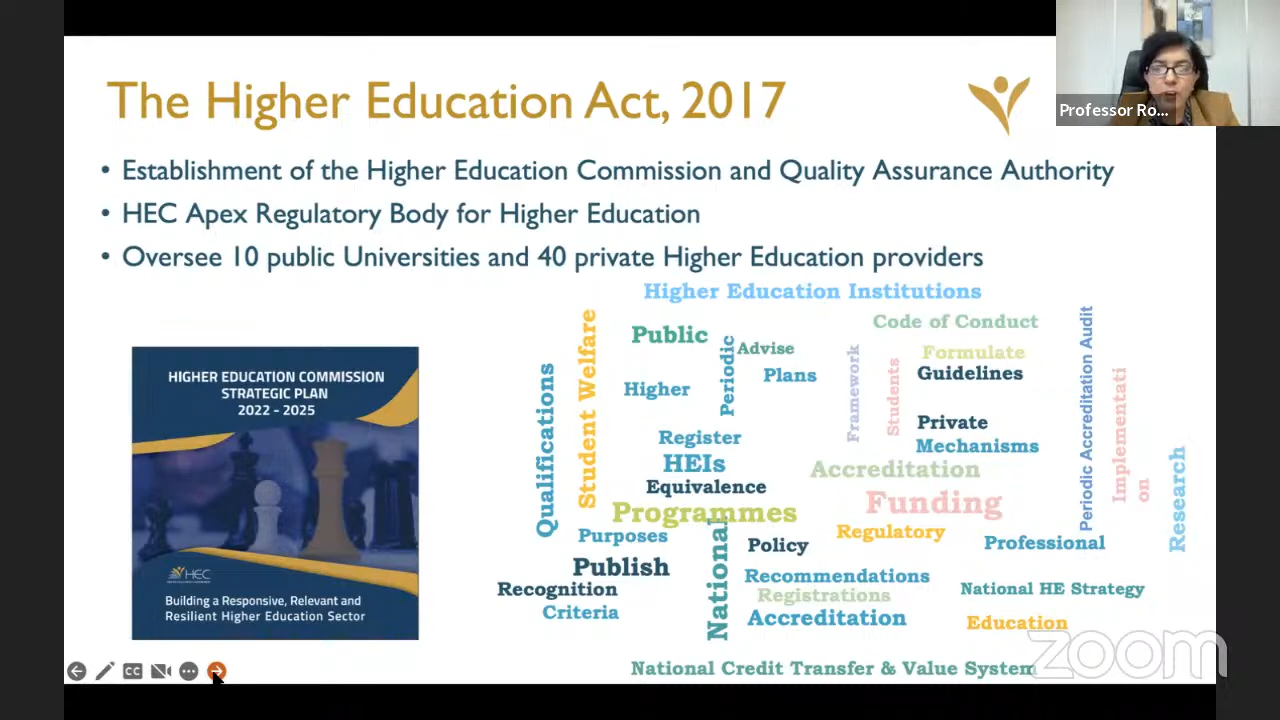 The Higher Education Act, 2017
Professor Ro...
• Establishment of the Higher Education Commission and Quality Assurance Authority
• HEC Apex Regulatory Body for Higher Education
• Oversee 10 public Universities and 40 private Higher Education providers
HIGHER EDUCATION COMMISSION
STRATEGIC PLAN
2022 - 2025
HEC
Building a Responsive, Relevant and
Resilient Higher Education Sector
Higher Education Institutions
Code of Conduct
Public
Advise
Formulate
Plans
Guidelines
Higher
Periodic
Framework
Students
Qualifications
Student Welfare
Periodic Accreditation Audit
Implementati
on
Research
Private
Register
Mechanisms
HEIs
Accreditation
Equivalence
Funding
Programmes
Purposes
Policy
Regulatory
Professional
National
Publish
Recommendations
Recognition
Registrations
National HE Strategy
Criteria
Accreditation
Education
National Credit Transfer & Value System
CC
zoom